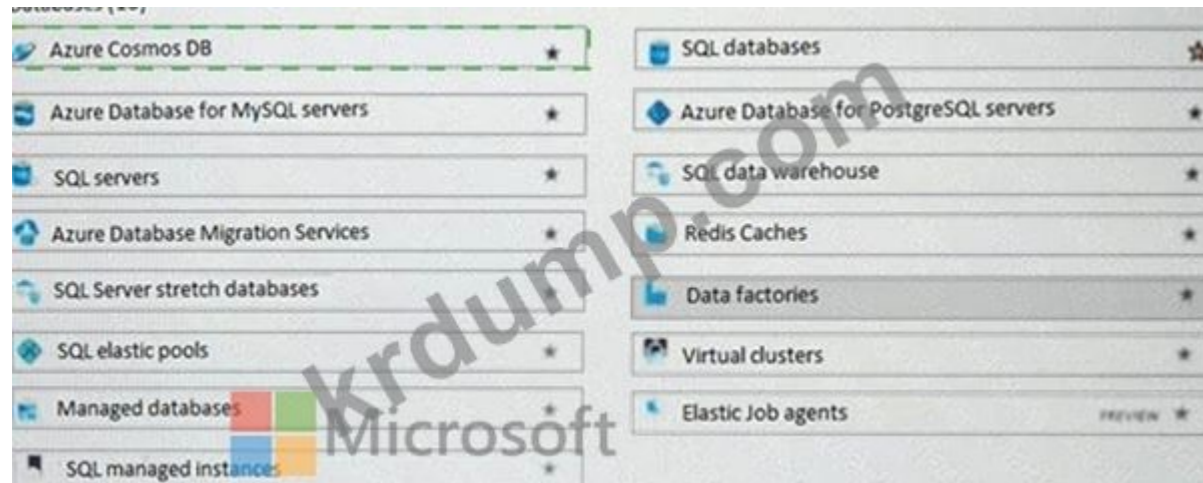 Azure Cosmos DB
SQL databases
Azure Database for MySQL servers
Azure Database for PostgreSQL servers
SQL servers
SQL data warehouse
Azure Database Migration Services
Redis Caches
SQL Server stretch databases
Data factories
SQL elastic pools
Virtual clusters
Managed databases
Elastic Job agents
PREVIEW
SQL managed instances
krdump.com
Microsoft